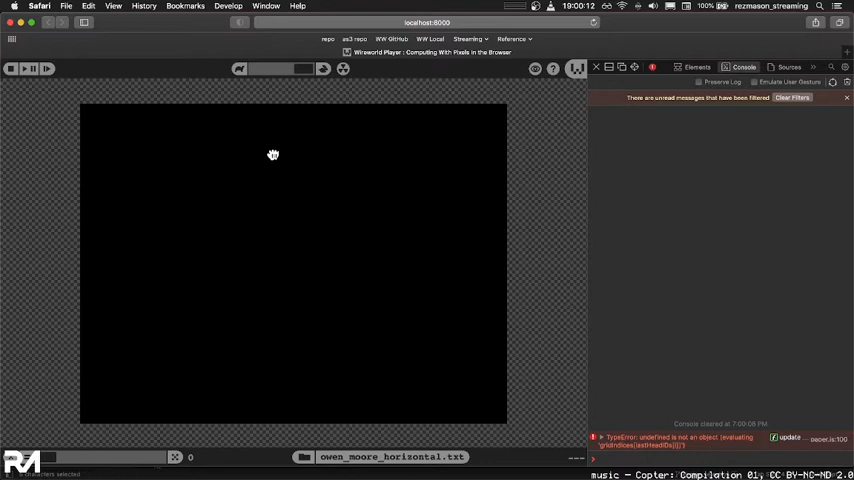 Safari File Edit View History Bookmarks Develop Window Help
19:00:12
100%
rezmason_streaming
localhost:8000
repo as3 repo WW GitHub WW Local Streaming Reference
Wireworld Player : Computing With Pixels in the Browser
Elements Console Sources
Preserve Log Emulate User Gesture
There are unread messages that have been filtered Clear Filters
Console cleared at 7:00:08 PM
TypeError: undefined is not an object (evaluating
'gridIndices[lastHeadIDs[i]]')
update
paper.js:100
0
owen_moore_horizontal.txt
characters selected
music – Copter: Compilation 01, CC BY-NC-ND 2.0